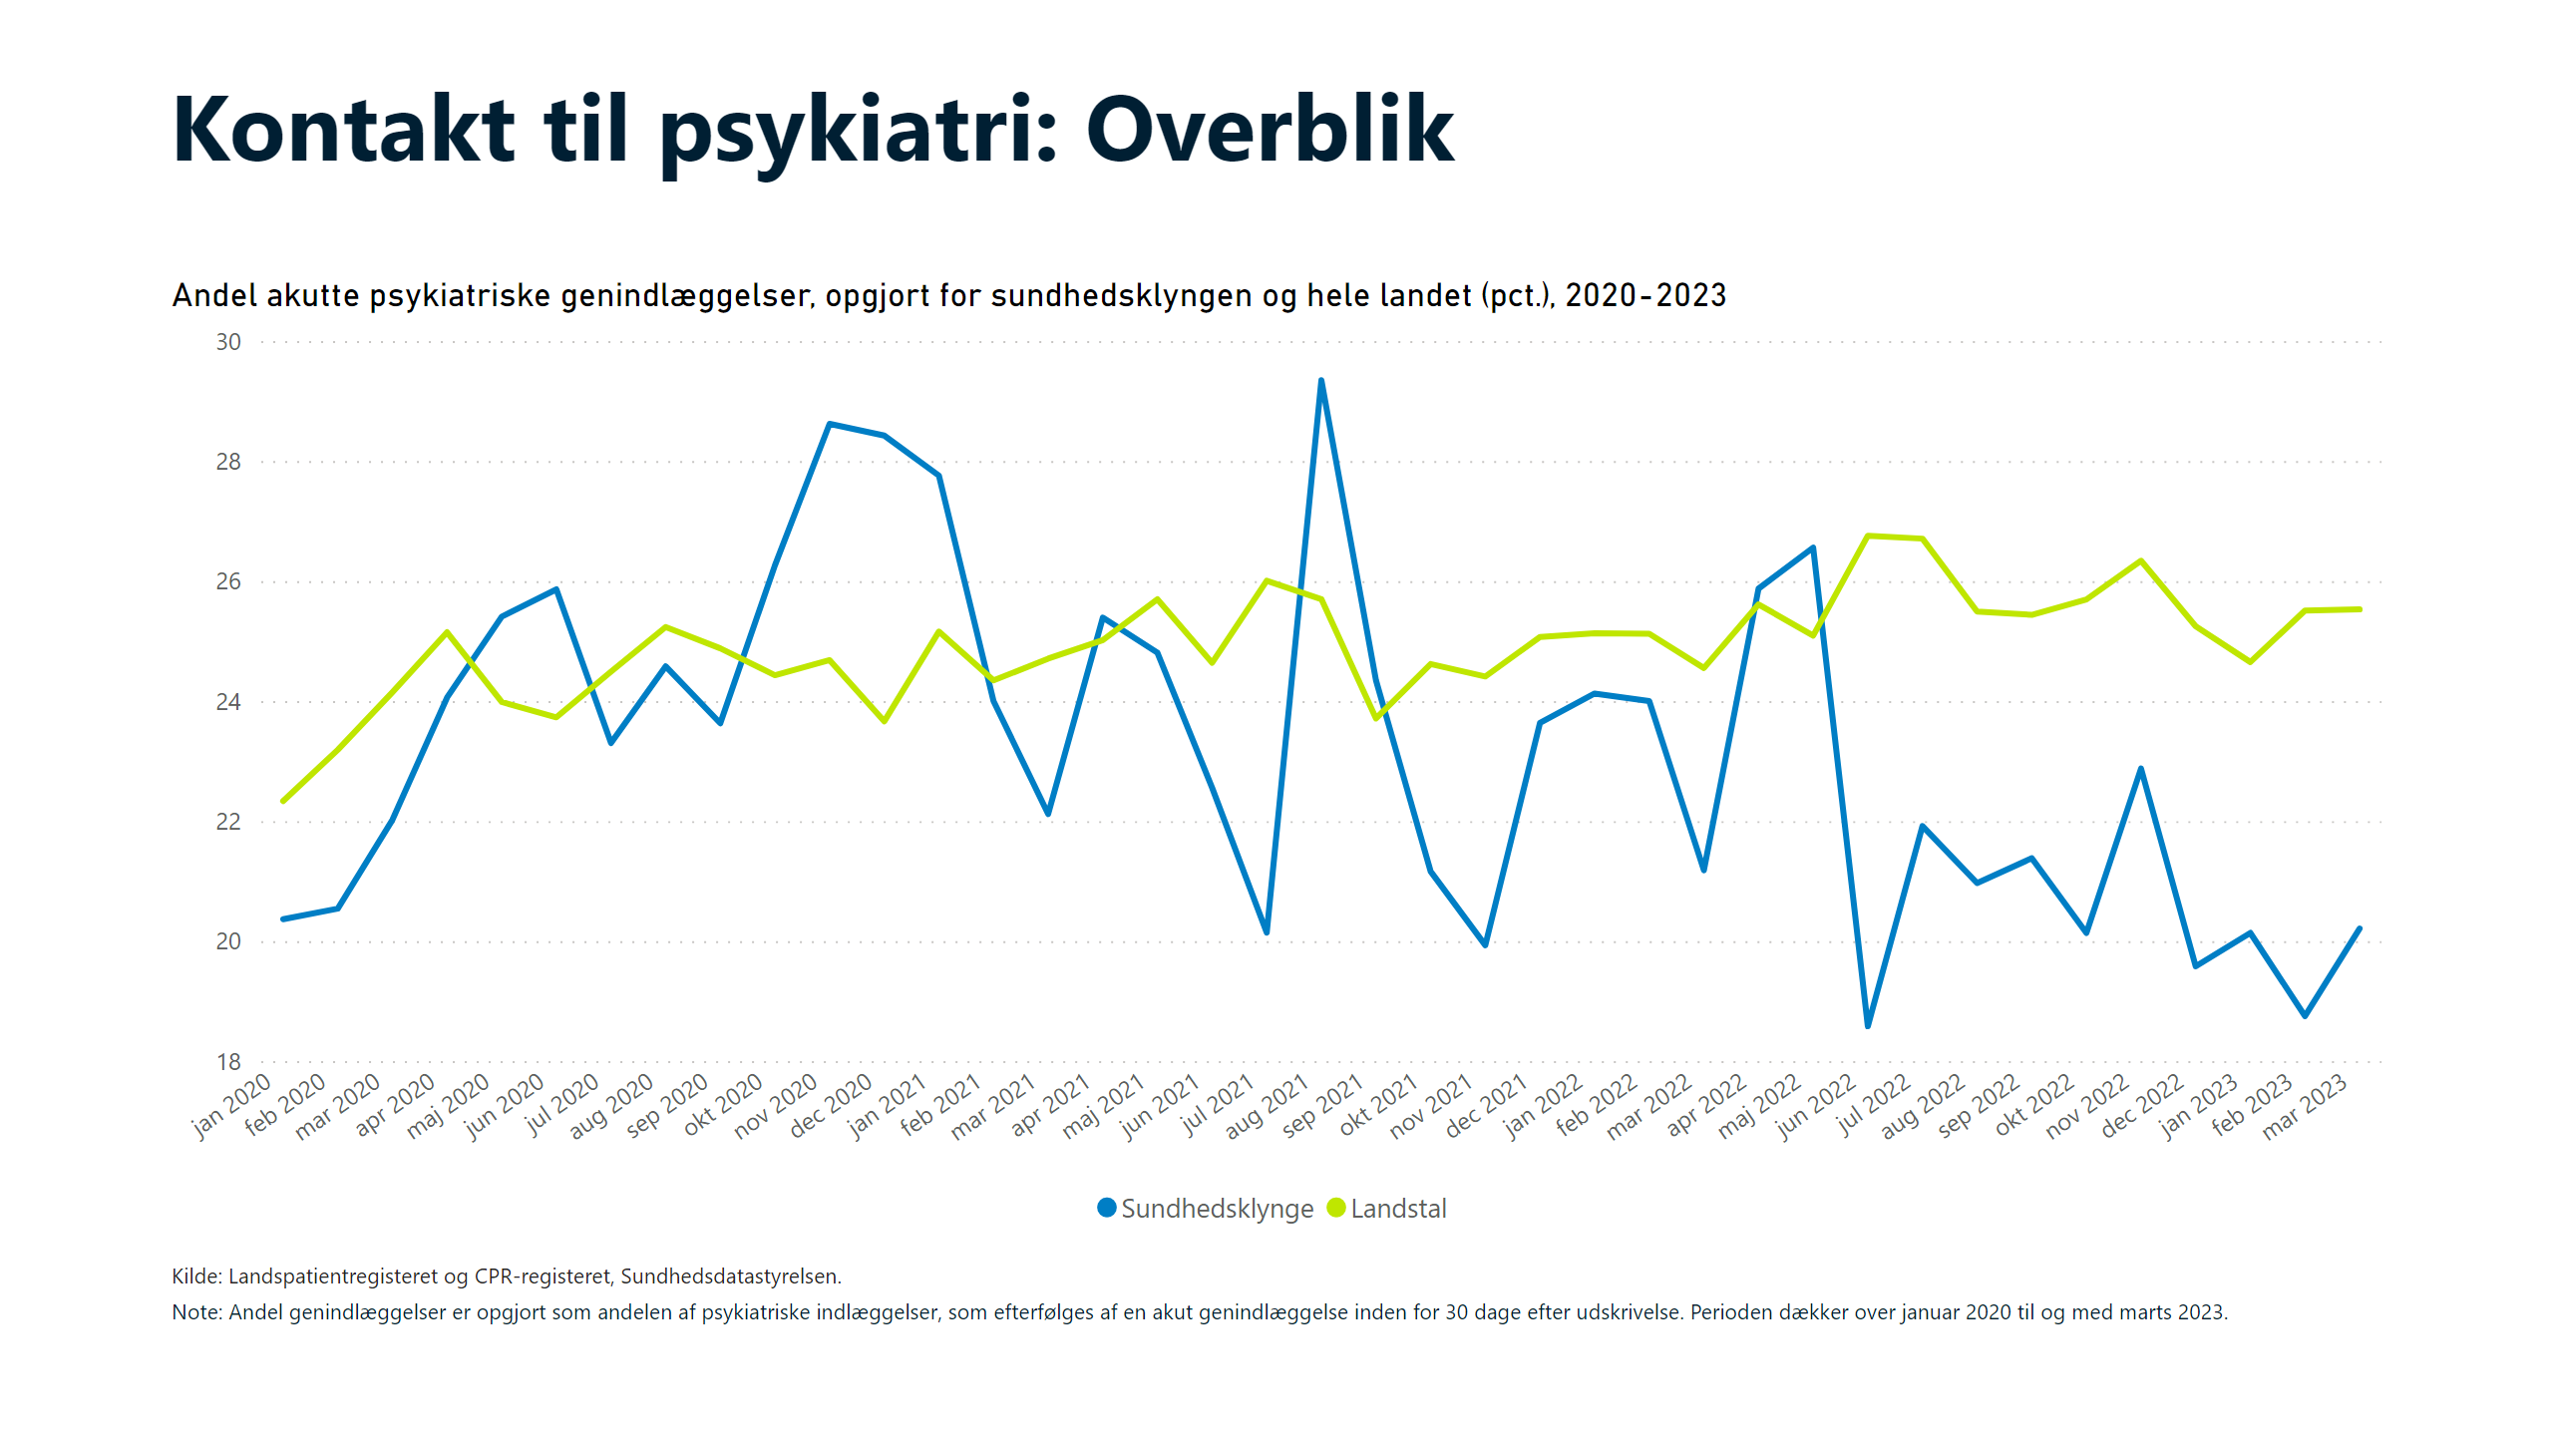 Kontakt til psykiatri: Overblik
Andel akutte psykiatriske genindlæggelser, opgjort for sundhedsklyngen og hele landet (pct.), 2020-2023
30
28
26
24
22
20
18
jan 2020
feb 2020
mar 2020
apr 2020
maj 2020
jun 2020
jul 2020
aug 2020
sep 2020
okt 2020
nov 2020
dec 2020
jan 2021
feb 2021
mar 2021
apr 2021
maj 2021
jun 2021
jul 2021
aug 2021
sep 2021
okt 2021
nov 2021
dec 2021
jan 2022
feb 2022
mar 2022
apr 2022
maj 2022
jun 2022
jul 2022
aug 2022
sep 2022
okt 2022
nov 2022
dec 2022
jan 2023
feb 2023
mar 2023
Sundhedsklynge Landstal
Kilde: Landspatientregisteret og CPR-registeret, Sundhedsdatastyrelsen.
Note: Andel genindlæggelser er opgjort som andelen af psykiatriske indlæggelser, som efterfølges af en akut genindlæggelse inden for 30 dage efter udskrivelse. Perioden dækker over januar 2020 til og med marts 2023.